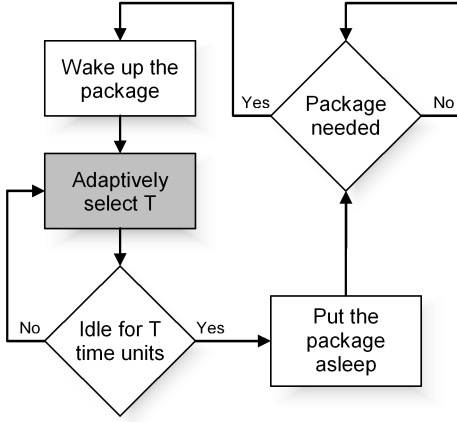 Wake up the
package
Yes
Package
needed
No
Adaptively
select T
No
Idle for T
time units
Yes
Put the
package
asleep